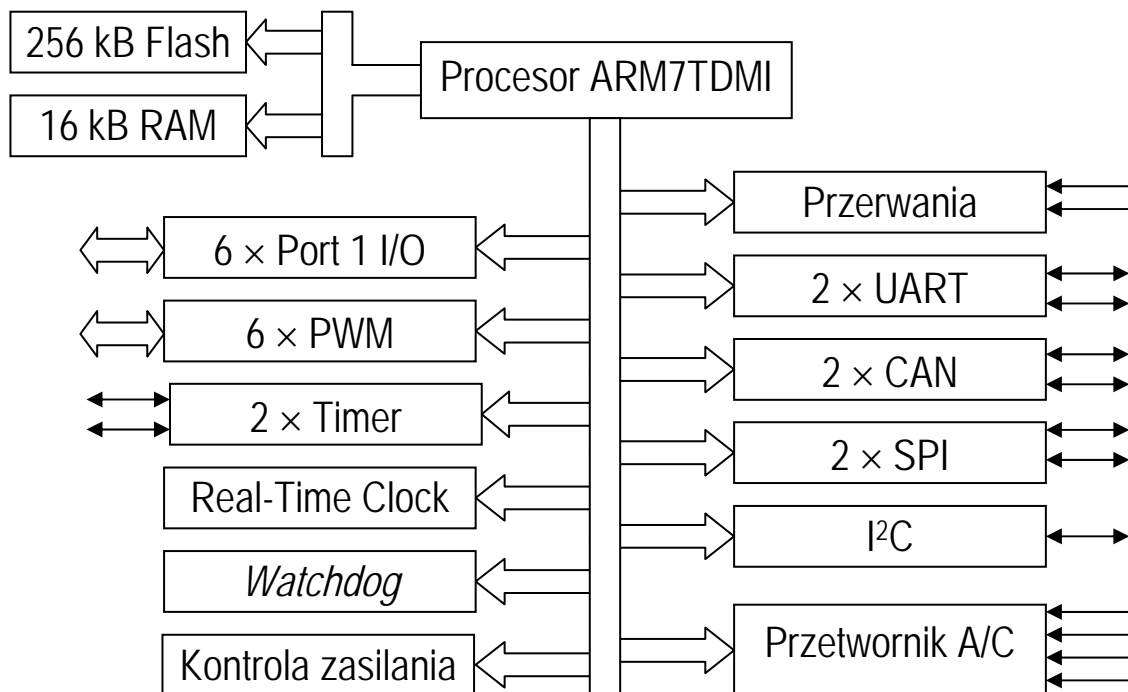 256 kB Flash
Procesor ARM7TDMI
16 kB RAM
Przerwania
6 × Port 1 I/O
2 × UART
6 × PWM
2 × CAN
2 × Timer
2 × SPI
Real-Time Clock
I²C
Watchdog
Przetwornik A/C
Kontrola zasilania